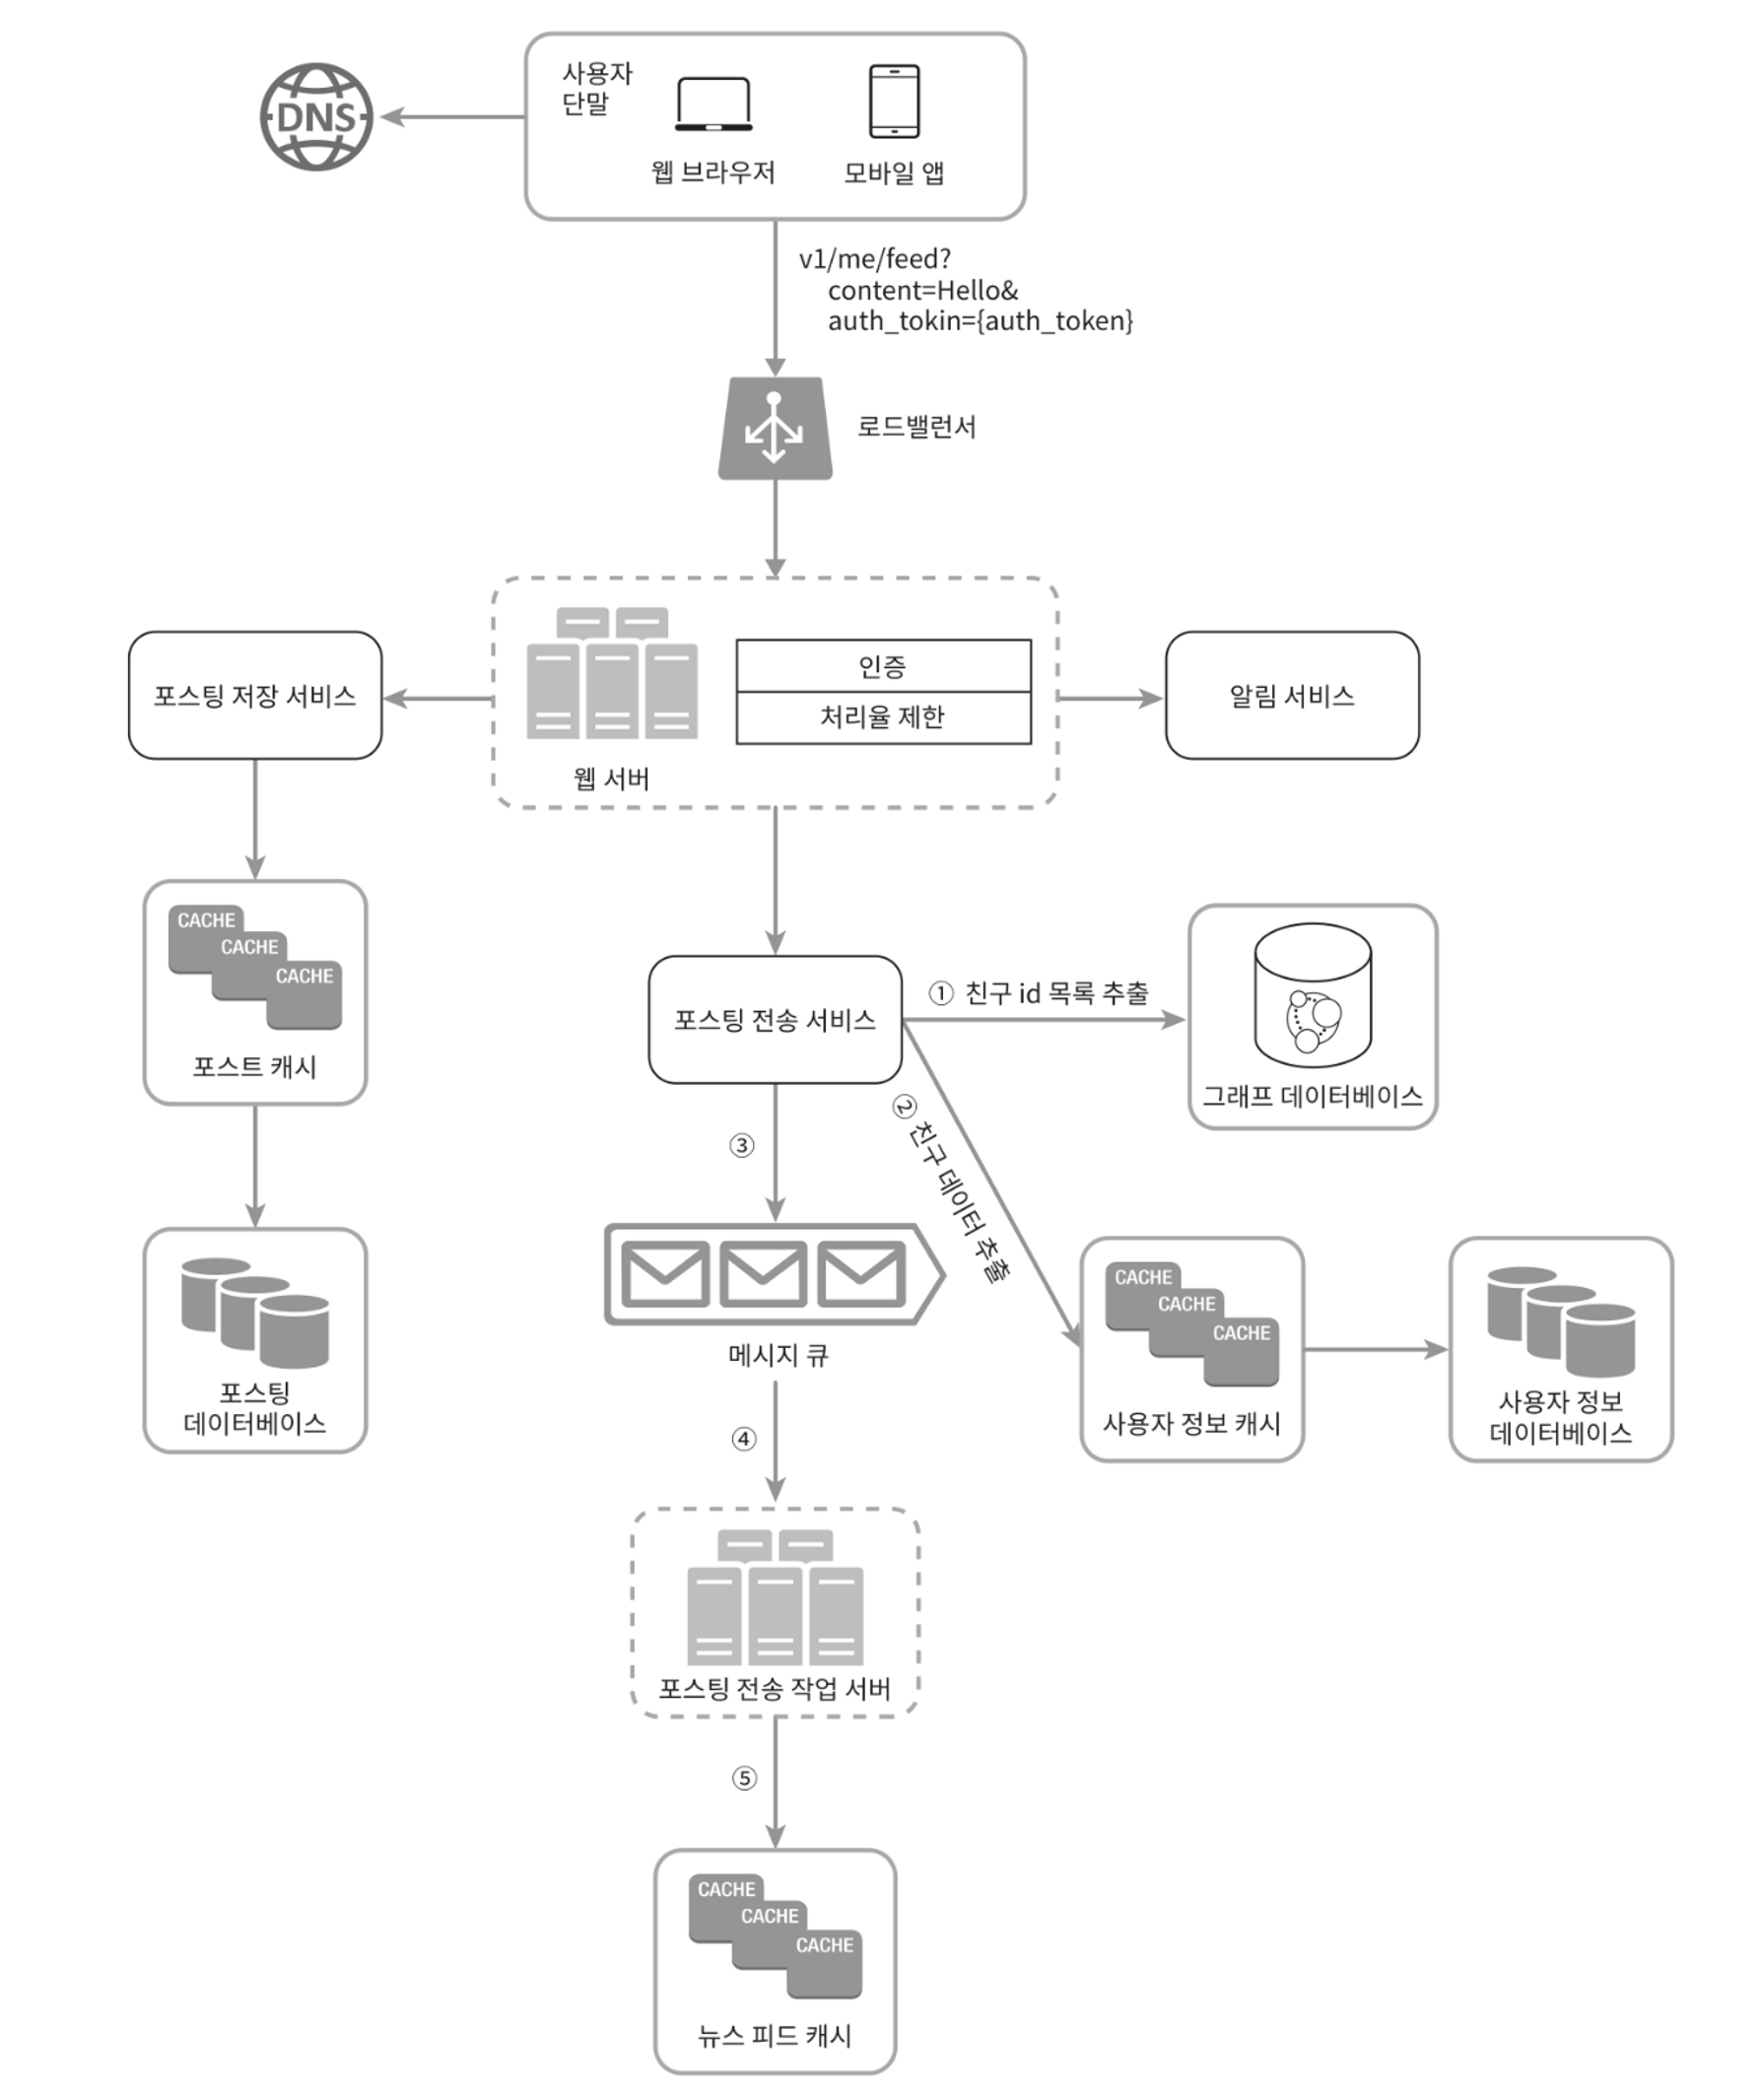 DNS
사용자
단말
웹 브라우저
모바일 앱
v1/me/feed?
content=Hello&
auth_tokin={auth_token}
로드밸런서
포스팅 저장 서비스
인증
처리율 제한
웹 서버
알림 서비스
CACHE
CACHE
CACHE
포스트 캐시
포스팅 전송 서비스
① 친구 id 목록 추출
그래프 데이터베이스
② 친구 데이터 추출
③
메시지 큐
포스팅
데이터베이스
CACHE
CACHE
CACHE
사용자 정보 캐시
사용자 정보
데이터베이스
④
포스팅 전송 작업 서버
⑤
CACHE
CACHE
CACHE
뉴스 피드 캐시